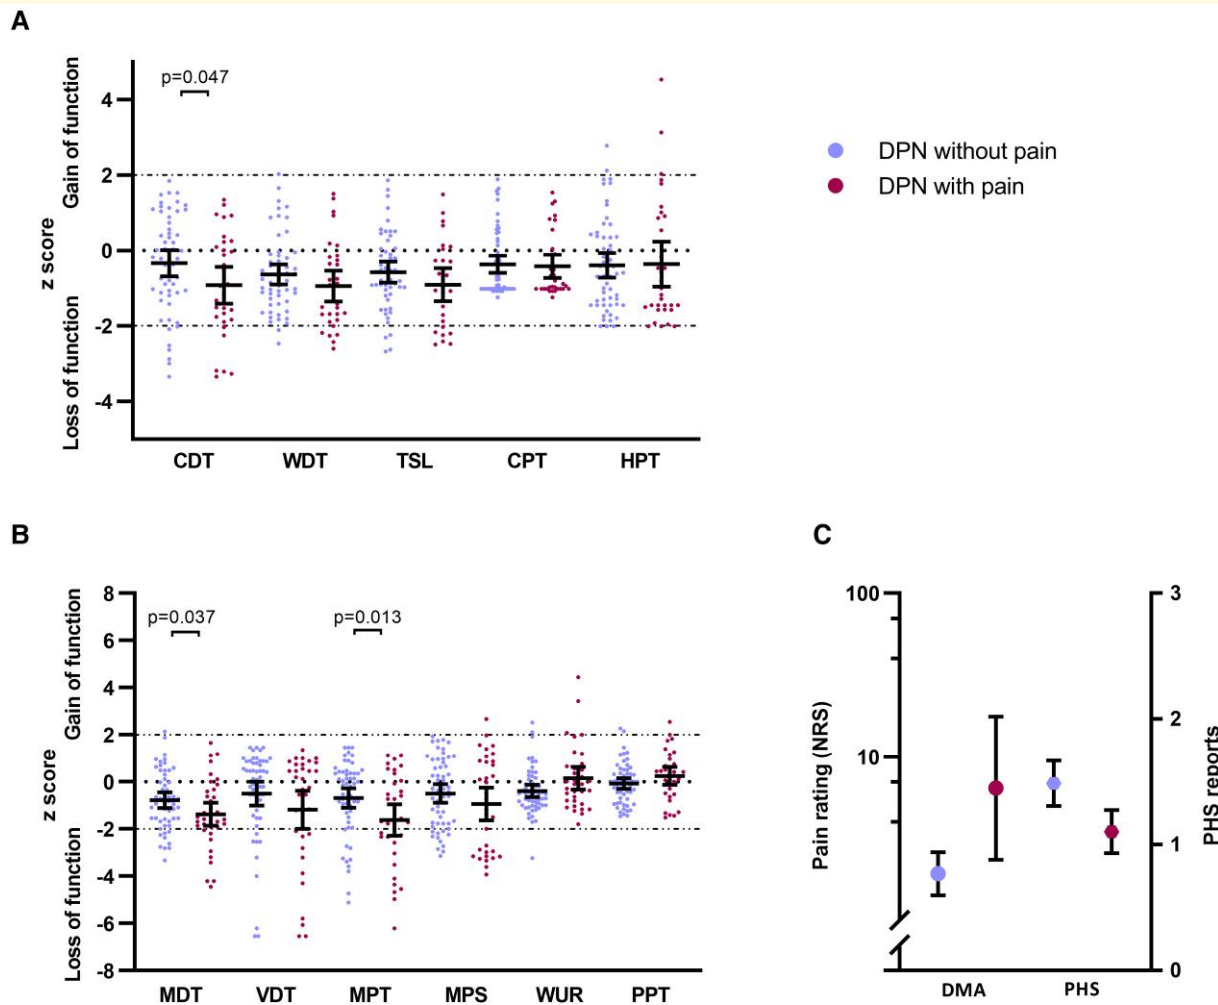 A
p=0.047
Gain of function
z score
Loss of function
4
2
0
-2
-4
CDT WDT TSL CPT HPT
DPN without pain
DPN with pain
B
p=0.037
p=0.013
Gain of function
z score
Loss of function
8
6
4
2
0
-2
-4
-6
-8
MDT VDT MPT MPS WUR PPT
C
Pain rating (NRS)
100
10
PHS reports
3
2
1
0
DMA PHS